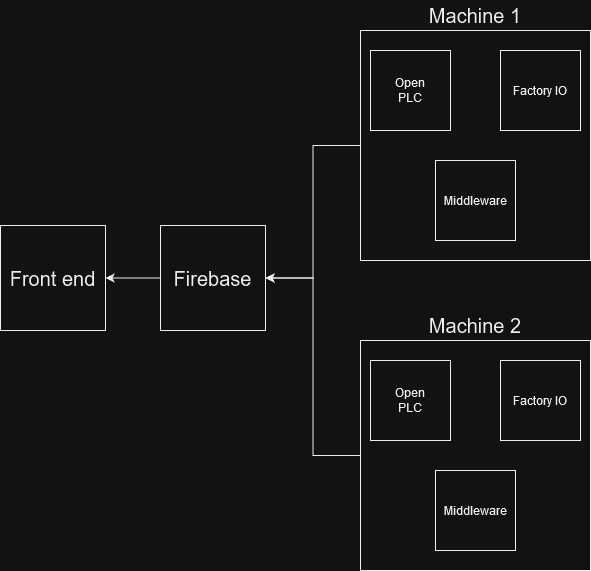 Machine 1
Open
PLC
Factory IO
Middleware
Front end
Firebase
Machine 2
Open
PLC
Factory IO
Middleware